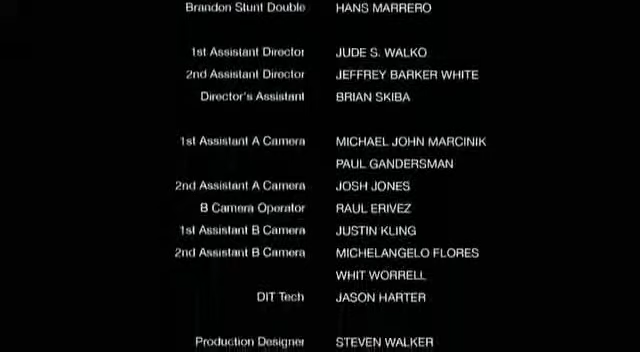 Brandon Stunt Double HANS MARRERO
1st Assistant Director JUDE S. WALKO
2nd Assistant Director JEFFREY BARKER WHITE
Director's Assistant BRIAN SKIBA
1st Assistant A Camera MICHAEL JOHN MARCINIK
PAUL GANDERSMAN
2nd Assistant A Camera JOSH JONES
B Camera Operator RAUL ERIVEZ
1st Assistant B Camera JUSTIN KLING
2nd Assistant B Camera MICHELANGELO FLORES
WHIT WORRELL
DIT Tech JASON HARTER
Production Designer STEVEN WALKER